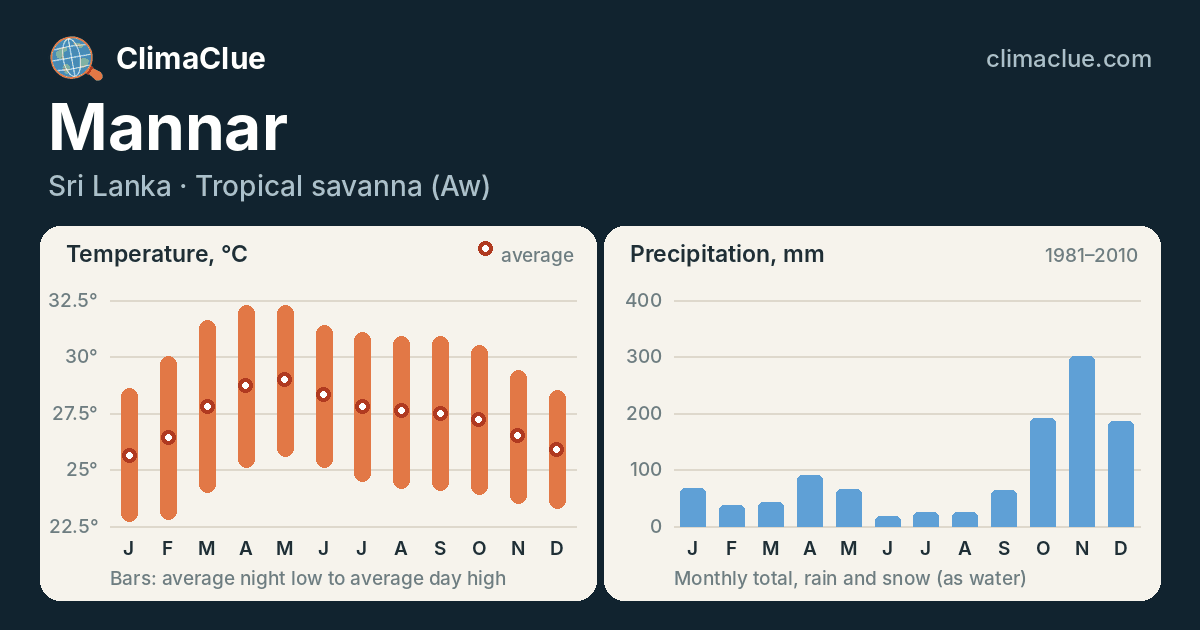 ClimaClue
climaclue.com
Mannar
Sri Lanka · Tropical savanna (Aw)
Temperature, °C
average
32.5°
30°
27.5°
25°
22.5°
J F M A M J J A S O N D
Bars: average night low to average day high
Precipitation, mm
1981–2010
400
300
200
100
0
J F M A M J J A S O N D
Monthly total, rain and snow (as water)